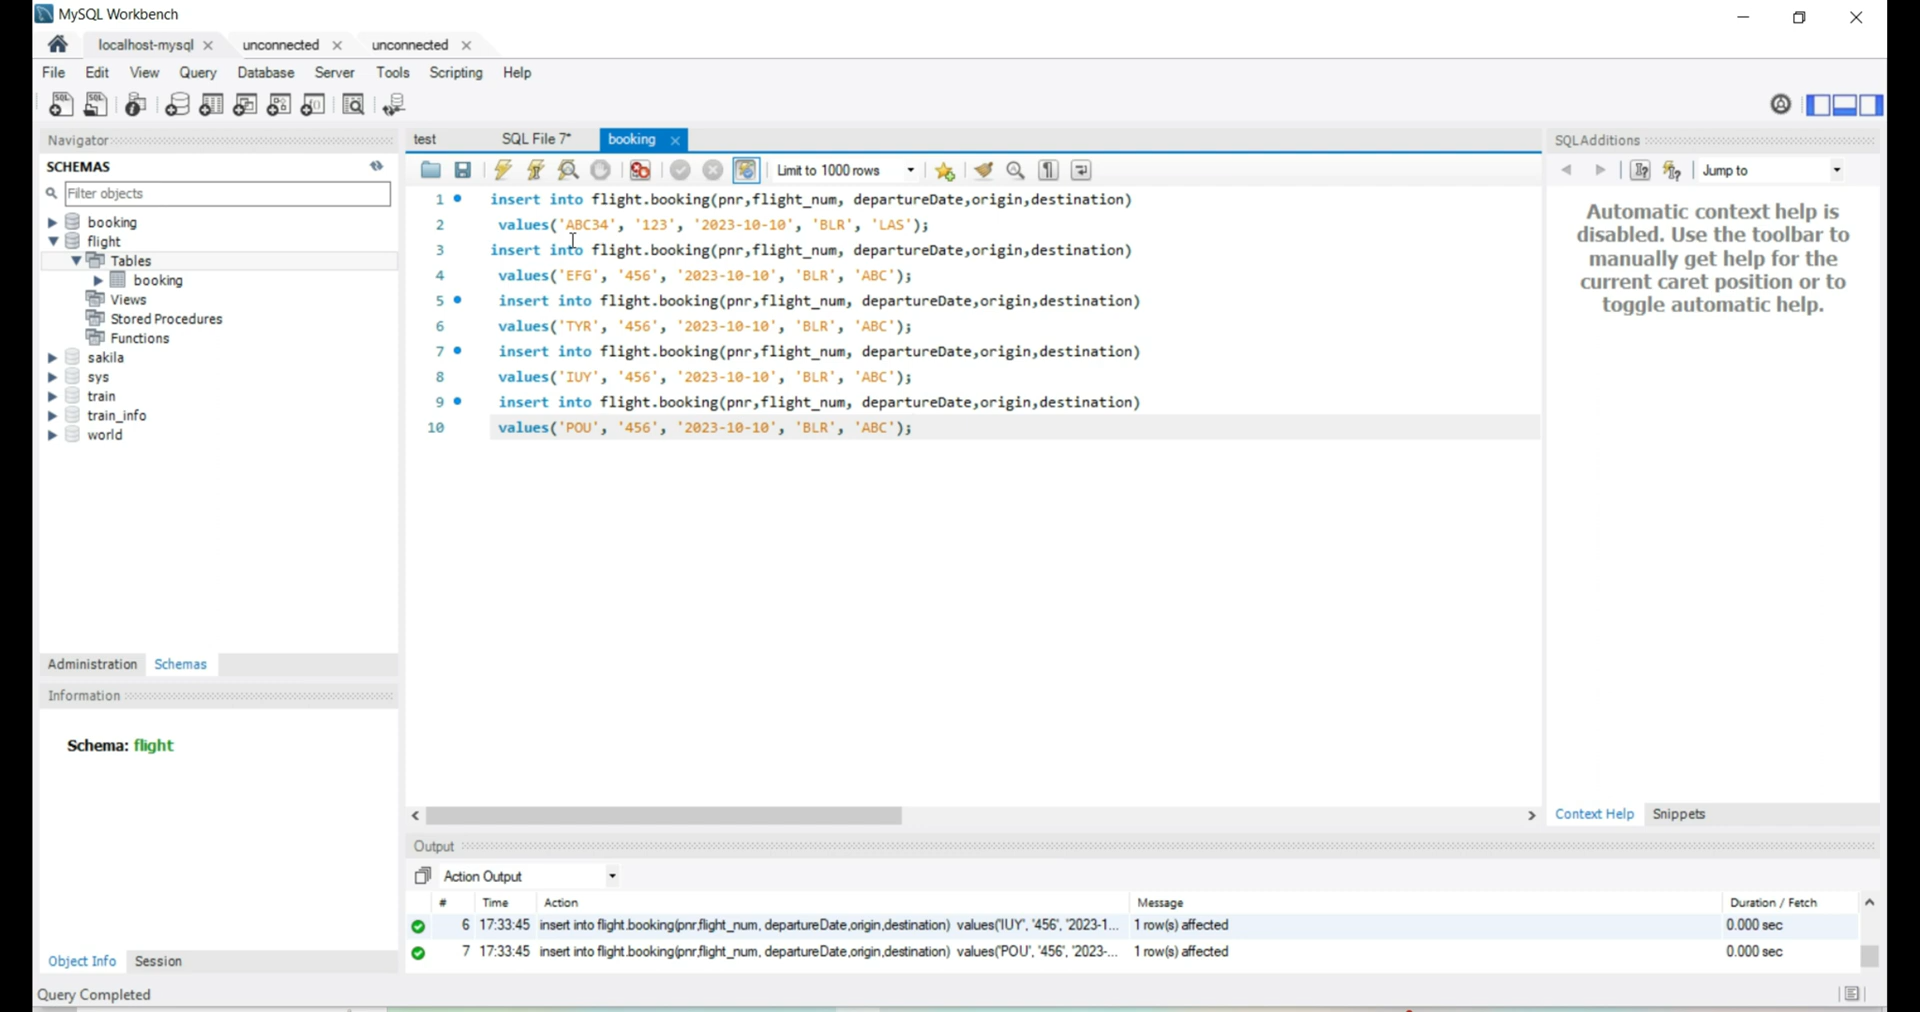 MySQL Workbench
localhost-mysql unconnected unconnected
File Edit View Query Database Server Tools Scripting Help
Navigator
SCHEMAS
Filter objects
booking
flight
Tables
booking
Views
Stored Procedures
Functions
sakila
sys
train
train_info
world
Administration Schemas
Information
Schema: flight
Object Info Session
test SQL File 7* booking
Limit to 1000 rows
1 insert into flight.booking(pnr,flight_num, departureDate,origin,destination)
2 values('ABC34', '123', '2023-10-10', 'BLR', 'LAS');
3 insert into flight.booking(pnr,flight_num, departureDate,origin,destination)
4 values('EFG', '456', '2023-10-10', 'BLR', 'ABC');
5 insert into flight.booking(pnr,flight_num, departureDate,origin,destination)
6 values('TYR', '456', '2023-10-10', 'BLR', 'ABC');
7 insert into flight.booking(pnr,flight_num, departureDate,origin,destination)
8 values('IUY', '456', '2023-10-10', 'BLR', 'ABC');
9 insert into flight.booking(pnr,flight_num, departureDate,origin,destination)
10 values('POU', '456', '2023-10-10', 'BLR', 'ABC');
SQLAdditions
Jump to
Automatic context help is
disabled. Use the toolbar to
manually get help for the
current caret position or to
toggle automatic help.
Context Help Snippets
Output
Action Output
# Time Action Message Duration / Fetch
6 17:33:45 insert into flight.booking(pnr,flight_num, departureDate,origin,destination) values('IUY', '456', '2023-1... 1 row(s) affected 0.000 sec
7 17:33:45 insert into flight.booking(pnr,flight_num, departureDate,origin,destination) values('POU', '456', '2023-... 1 row(s) affected 0.000 sec
Query Completed